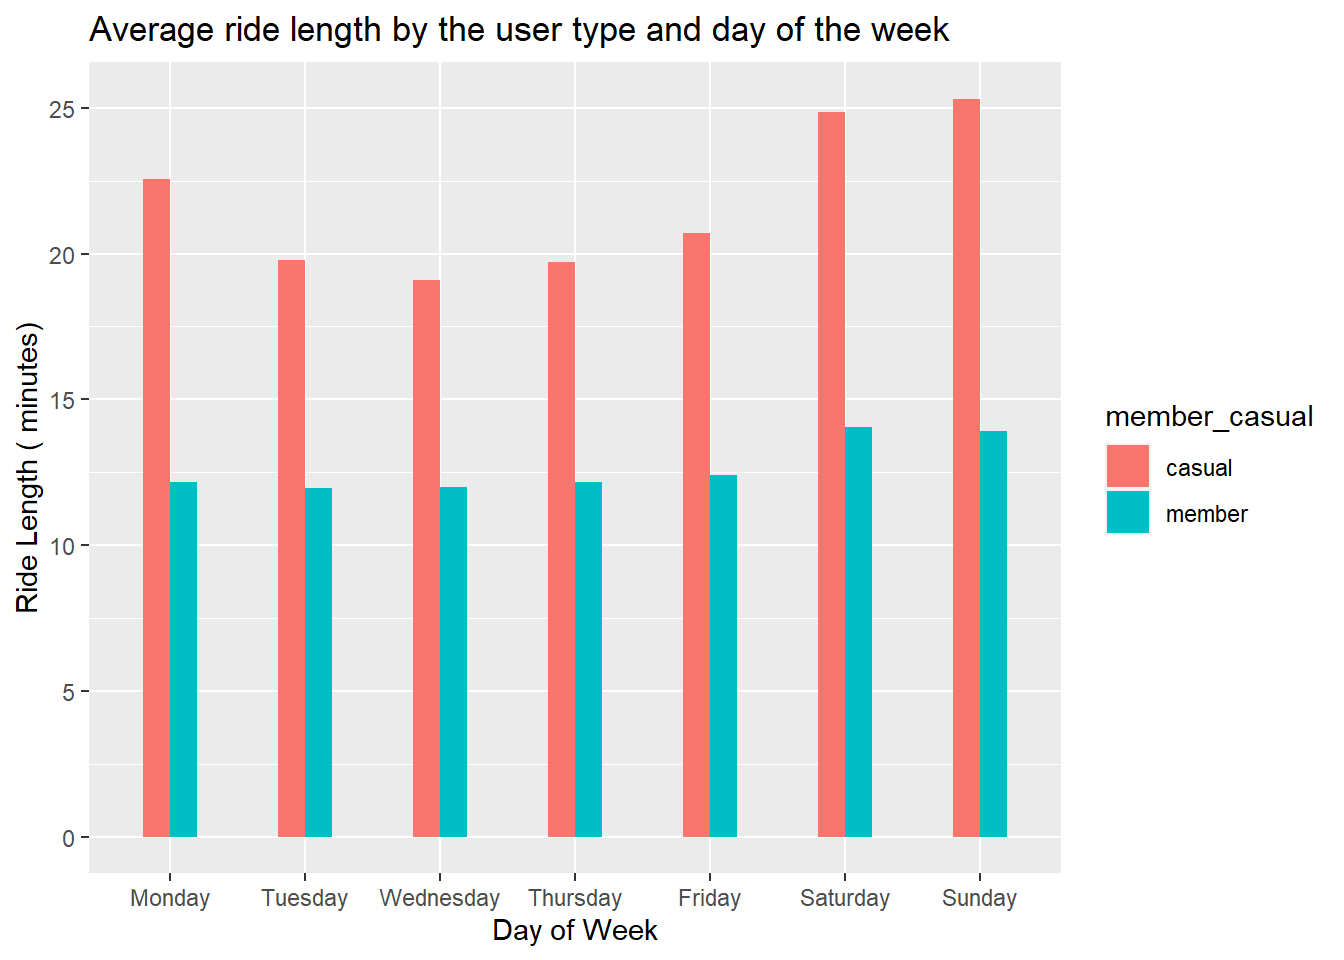 Average ride length by the user type and day of the week
25
20
15
10
5
0
Ride Length ( minutes)
Monday Tuesday Wednesday Thursday Friday Saturday Sunday
Day of Week
member_casual
casual
member